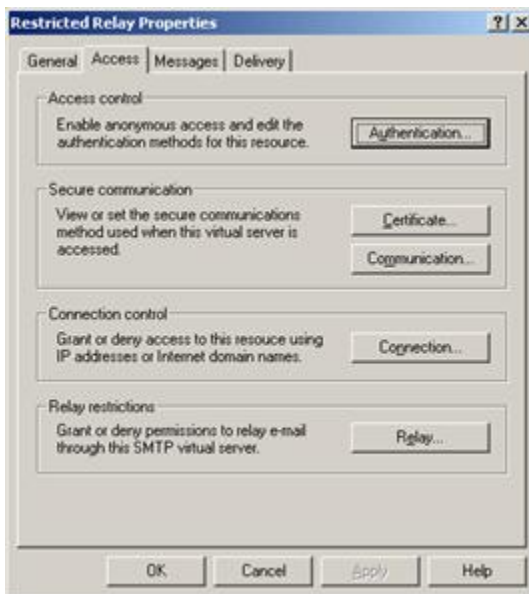 Restricted Relay Properties
General Access Messages Delivery
Access control
Enable anonymous access and edit the
authentication methods for this resource.
Authentication...
Secure communication
View or set the secure communications
method used when this virtual server is
accessed.
Certificate...
Communication...
Connection control
Grant or deny access to this resouce using
IP addresses or Internet domain names.
Connection...
Relay restrictions
Grant or deny permissions to relay e-mail
through this SMTP virtual server.
Relay...
OK Cancel Apply Help